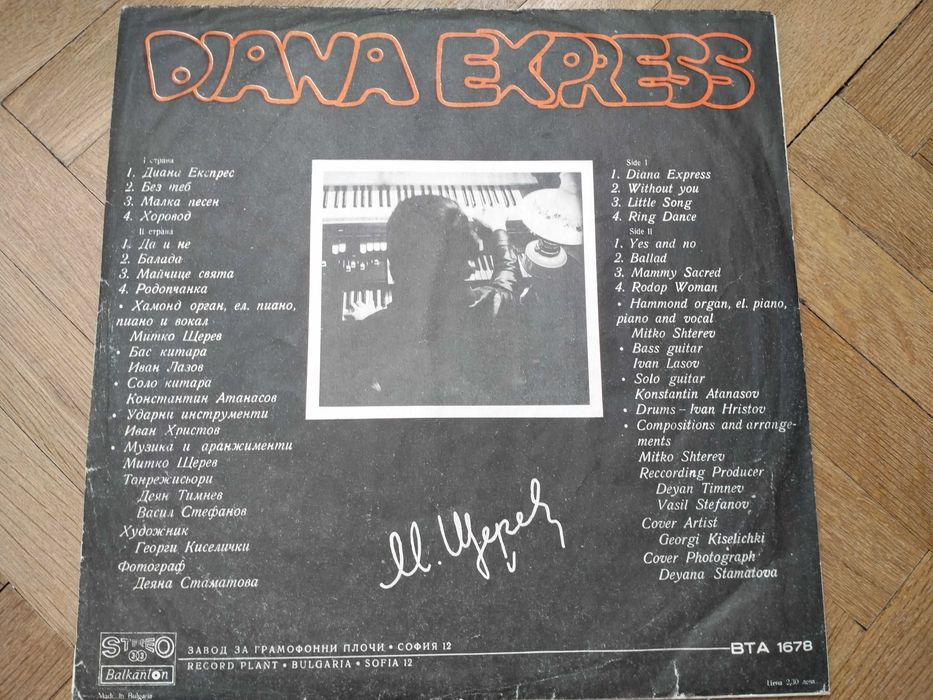 DIANA EXPRESS
I страна
1. Диана Експрес
2. Без теб
3. Малка песен
4. Хоровод
II страна
1. Да и не
2. Балада
3. Майчице свята
4. Родопчанка
• Хамонд орган, ел. пиано,
пиано и вокал
Митко Щерев
• Бас китара
Иван Лазов
• Соло китара
Константин Атанасов
• Ударни инструменти
Иван Христов
• Музика и аранжименти
Митко Щерев
Тонрежисьори
Деян Тимнев
Васил Стефанов
Художник
Георги Киселички
Фотограф
Деяна Стаматова
Side I
1. Diana Express
2. Without you
3. Little Song
4. Ring Dance
Side II
1. Yes and no
2. Ballad
3. Mammy Sacred
4. Rodop Woman
• Hammond organ, el. piano,
piano and vocal
Mitko Shterev
• Bass guitar
Ivan Lasov
• Solo guitar
Konstantin Atanasov
• Drums – Ivan Hristov
• Compositions and arrange-
ments
Mitko Shterev
Reccording Producer
Deyan Timnev
Vasil Stefanov
Cover Artist
Georgi Kiselichki
Cover Photograph
Deyana Stamatova
М. Щерев
STEREO
33
Balkanton
ЗАВОД ЗА ГРАМОФОННИ ПЛОЧИ • СОФИЯ 12
RECORD PLANT • BULGARIA • SOFIA 12
BTA 1678
Made in Bulgaria
Цена 2,30 лева